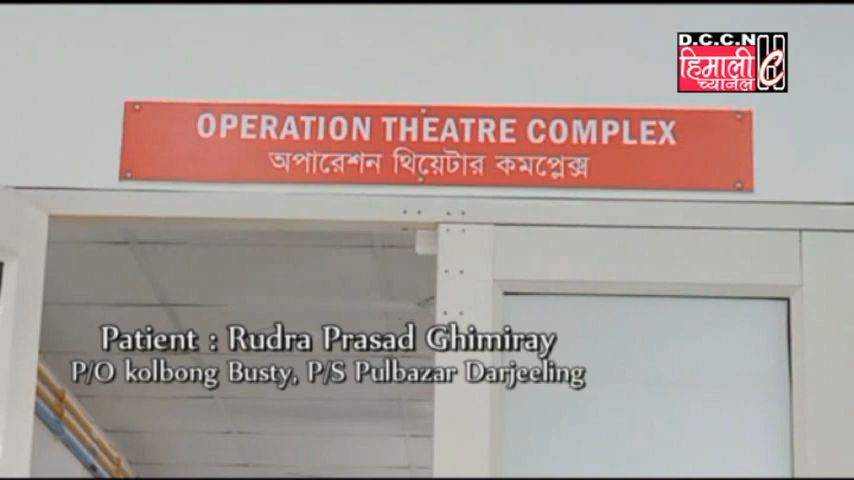 D.C.C.N
हिमाली
च्यानल
OPERATION THEATRE COMPLEX
অপারেশন থিয়েটার কমপ্লেক্স
Patient : Rudra Prasad Ghimiray
P/O kolbong Busty, P/S Pulbazar Darjeeling